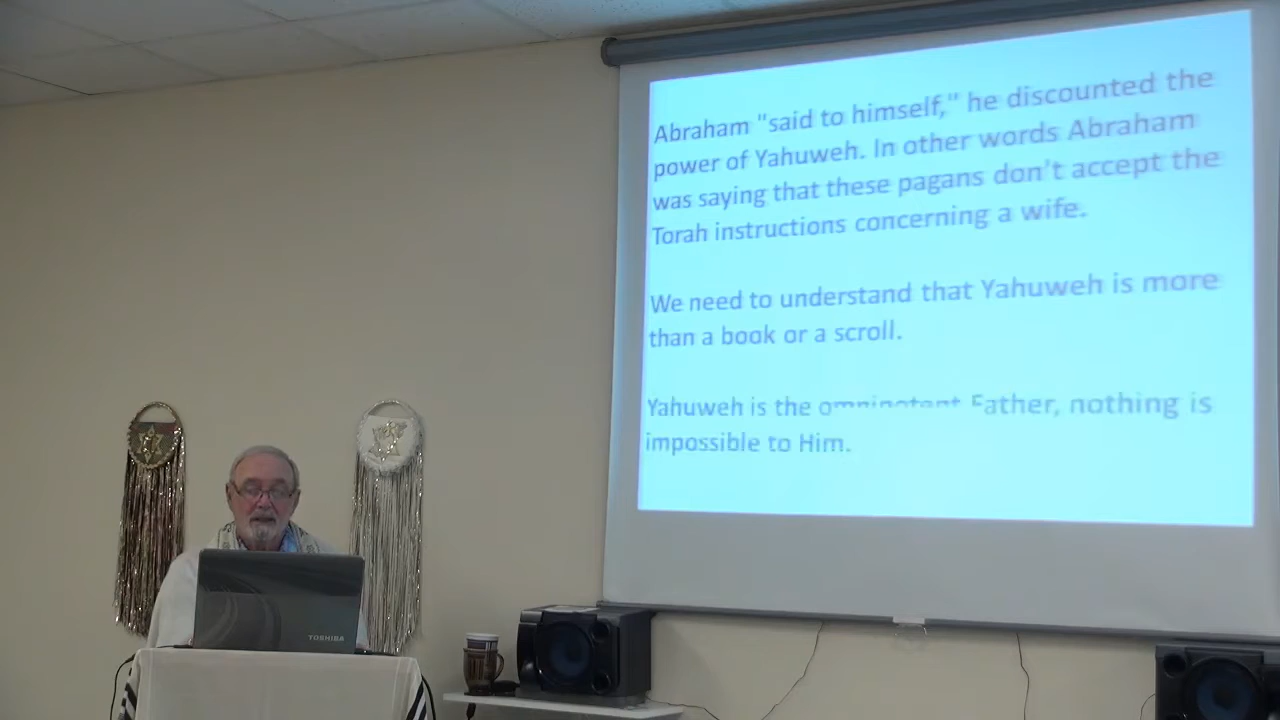 Abraham "said to himself," he discounted the
power of Yahuweh. In other words Abraham
was saying that these pagans don't accept the
Torah instructions concerning a wife.
We need to understand that Yahuweh is more
than a book or a scroll.
Yahuweh is the omnipotent Father, nothing is
impossible to Him.
TOSHIBA